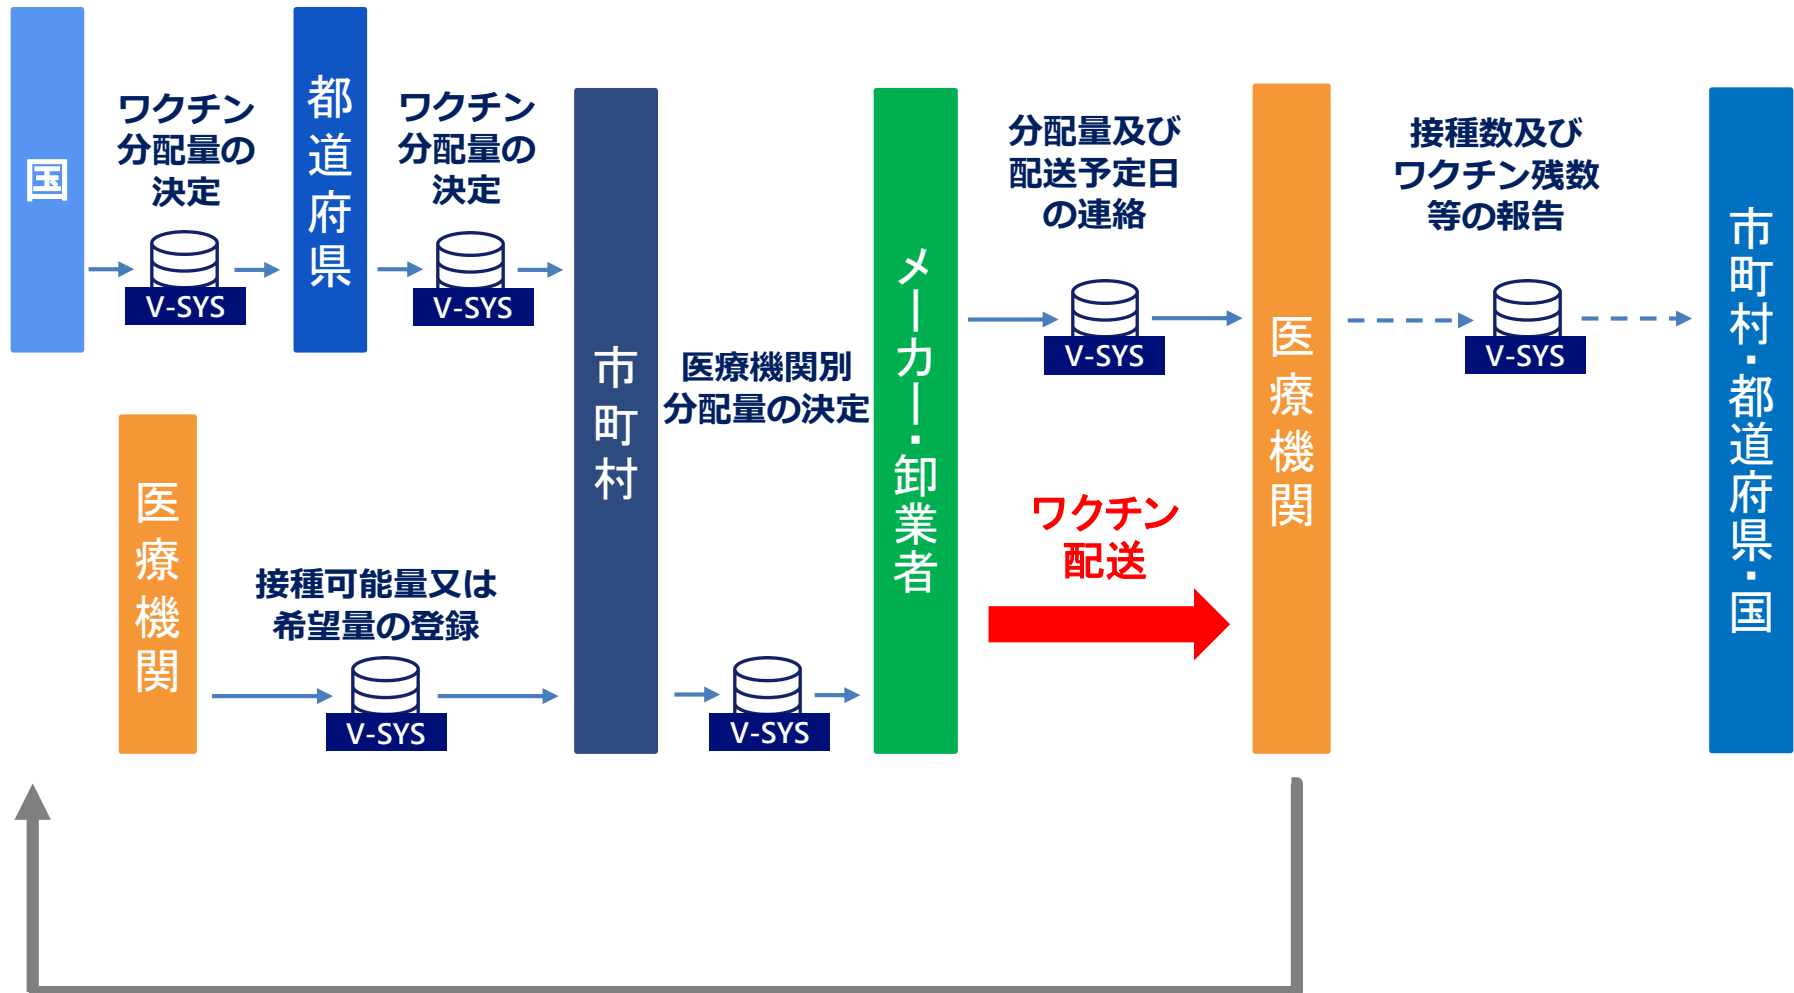 国
ワクチン
分配量の
決定
V-SYS
都道府県
ワクチン
分配量の
決定
V-SYS
医療機関
接種可能量又は
希望量の登録
V-SYS
市町村
医療機関別
分配量の決定
V-SYS
メーカー・卸業者
分配量及び
配送予定日
の連絡
V-SYS
ワクチン
配送
医療機関
接種数及び
ワクチン残数
等の報告
V-SYS
市町村・都道府県・国